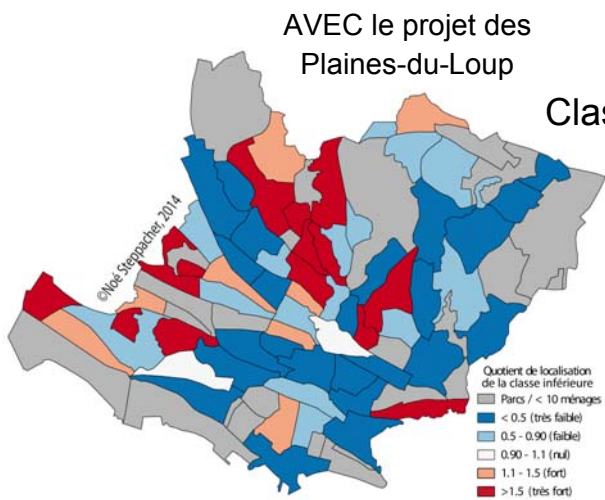 AVEC le projet des
Plaines-du-Loup
Clas
©Noé Steppacher, 2014
Quotient de localisation
de la classe inférieure
Parcs / < 10 ménages
< 0.5 (très faible)
0.5 - 0.90 (faible)
0.90 - 1.1 (nul)
1.1 - 1.5 (fort)
>1.5 (très fort)